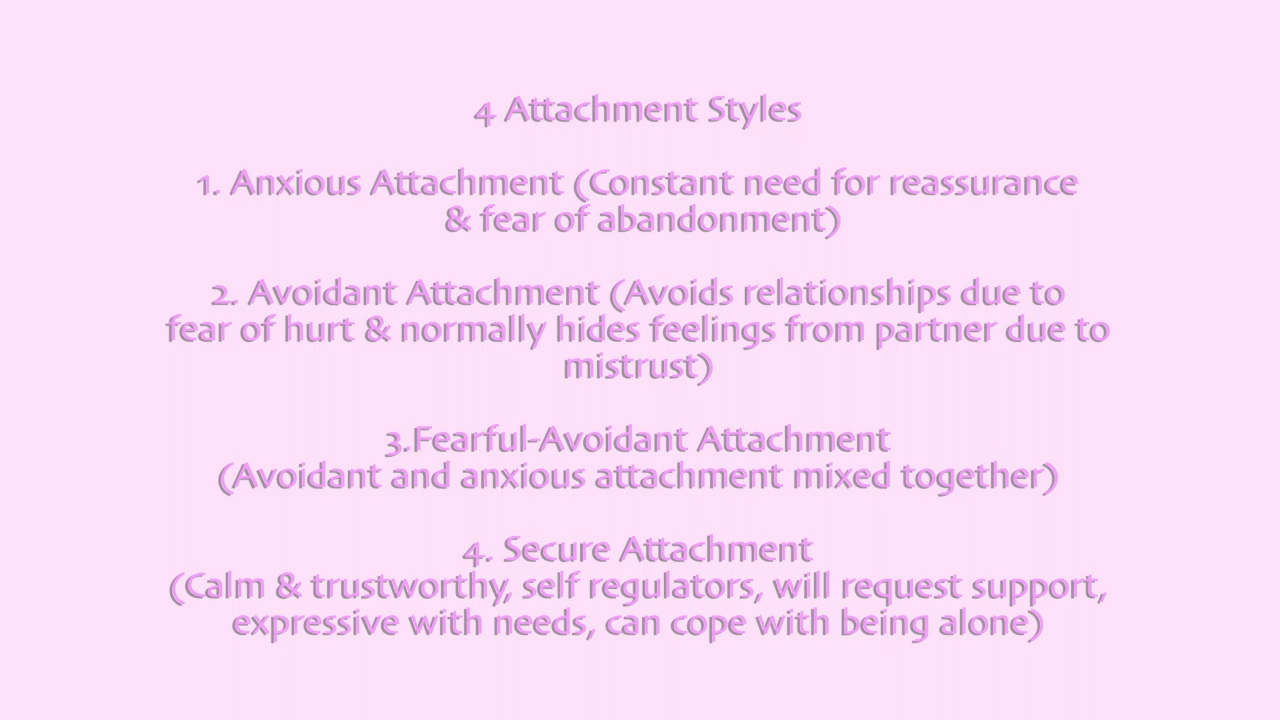 4 Attachment Styles
1. Anxious Attachment (Constant need for reassurance
& fear of abandonment)
2. Avoidant Attachment (Avoids relationships due to
fear of hurt & normally hides feelings from partner due to
mistrust)
3.Fearful-Avoidant Attachment
(Avoidant and anxious attachment mixed together)
4. Secure Attachment
(Calm & trustworthy, self regulators, will request support,
expressive with needs, can cope with being alone)